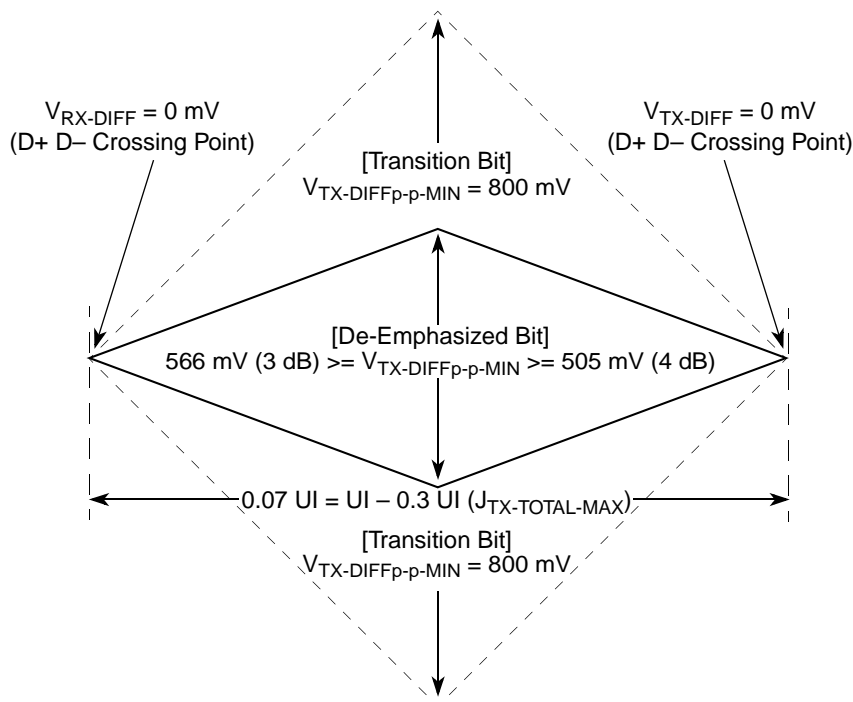 V_RX-DIFF = 0 mV
(D+ D– Crossing Point)
V_TX-DIFF = 0 mV
(D+ D– Crossing Point)
[Transition Bit]
V_TX-DIFFp-p-MIN = 800 mV
[De-Emphasized Bit]
566 mV (3 dB) >= V_TX-DIFFp-p-MIN >= 505 mV (4 dB)
0.07 UI = UI – 0.3 UI (J_TX-TOTAL-MAX)
[Transition Bit]
V_TX-DIFFp-p-MIN = 800 mV